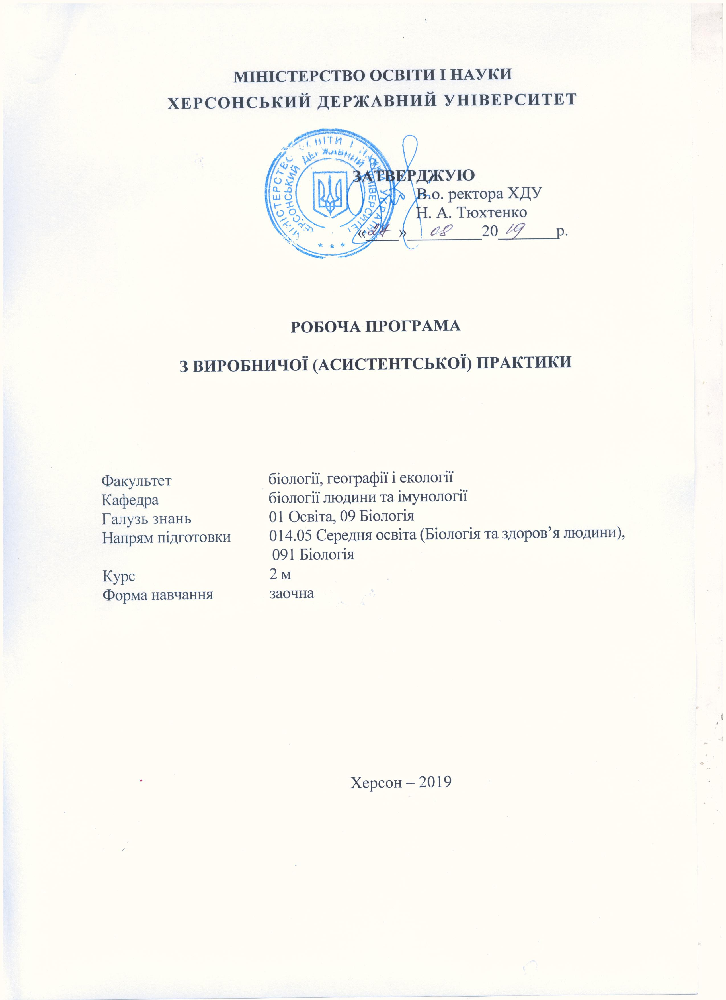 МІНІСТЕРСТВО ОСВІТИ І НАУКИ
ХЕРСОНСЬКИЙ ДЕРЖАВНИЙ УНІВЕРСИТЕТ
МІНІСТЕРСТВО ОСВІТИ І НАУКИ УКРАЇНИ
ХЕРСОНСЬКИЙ ДЕРЖАВНИЙ УНІВЕРСИТЕТ
* * *
ЗАТВЕРДЖУЮ
В.о. ректора ХДУ
Н. А. Тюхтенко
«27» 08 2019 р.
РОБОЧА ПРОГРАМА
З ВИРОБНИЧОЇ (АСИСТЕНТСЬКОЇ) ПРАКТИКИ
Факультет біології, географії і екології
Кафедра біології людини та імунології
Галузь знань 01 Освіта, 09 Біологія
Напрям підготовки 014.05 Середня освіта (Біологія та здоров’я людини),
091 Біологія
Курс 2 м
Форма навчання заочна
Херсон – 2019